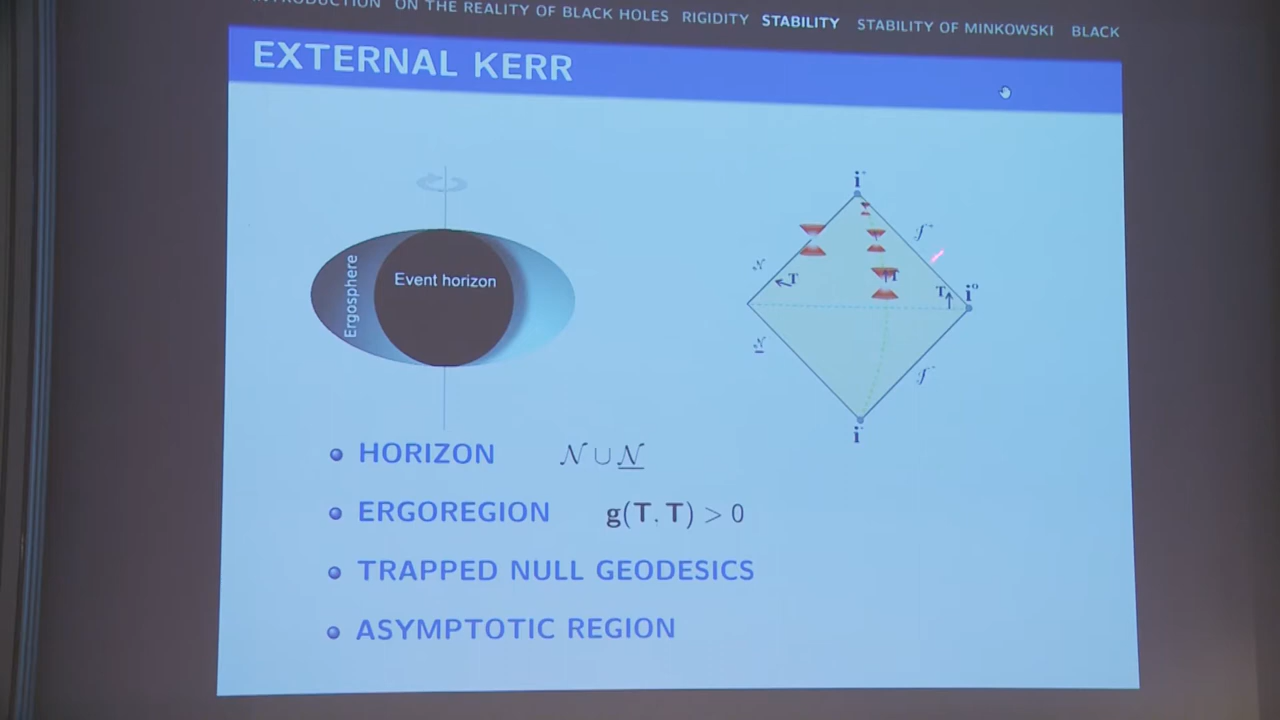 INTRODUCTION ON THE REALITY OF BLACK HOLES RIGIDITY STABILITY STABILITY OF MINKOWSKI BLACK
EXTERNAL KERR
Ergosphere
Event horizon
i⁺
𝓘⁺
𝒩
T
T
T
i⁰
𝒩̲
𝓘⁻
i⁻
HORIZON 𝒩 ∪ 𝒩̲
ERGOREGION g(T, T) > 0
TRAPPED NULL GEODESICS
ASYMPTOTIC REGION